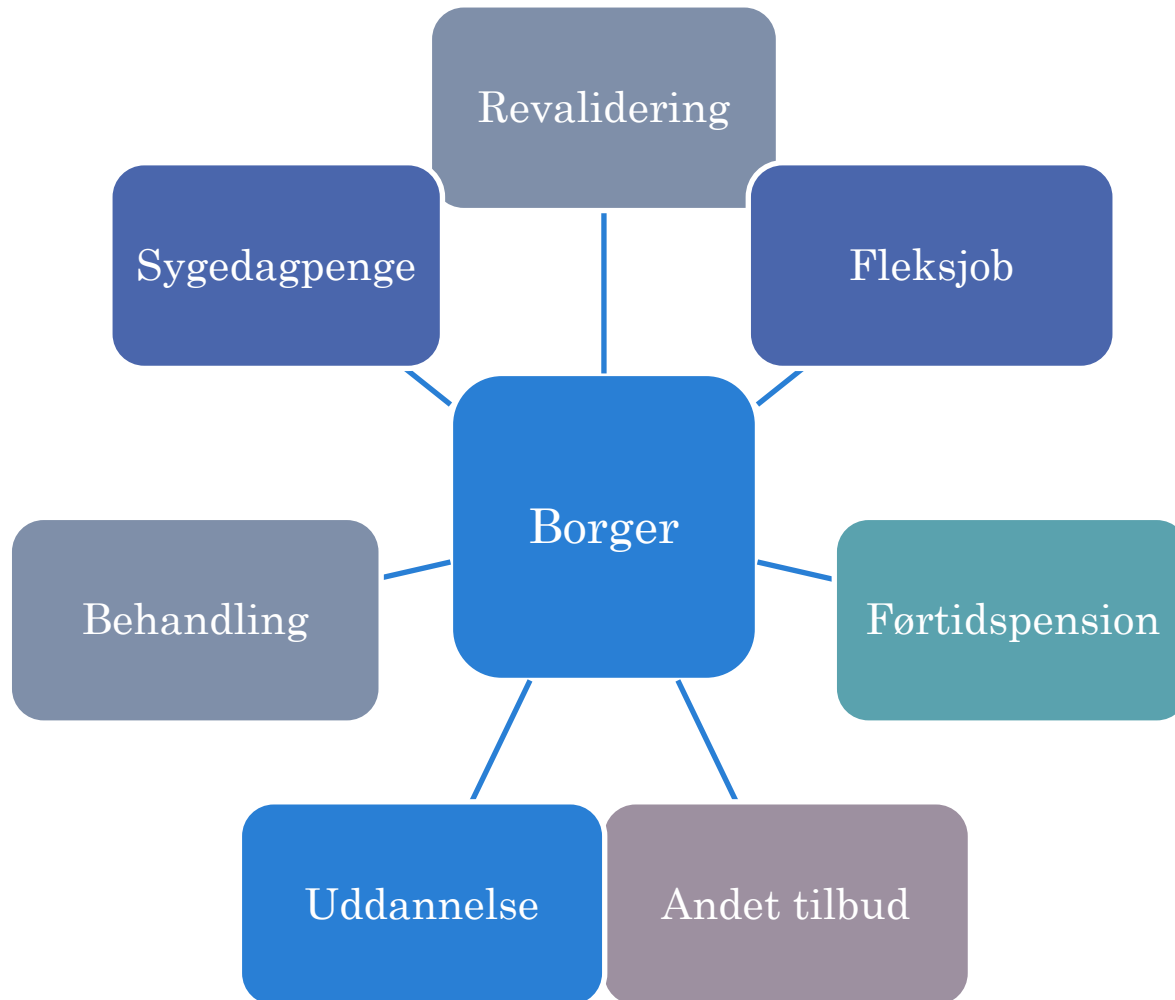 Revalidering
Sygedagpenge
Fleksjob
Borger
Behandling
Førtidspension
Uddannelse
Andet tilbud